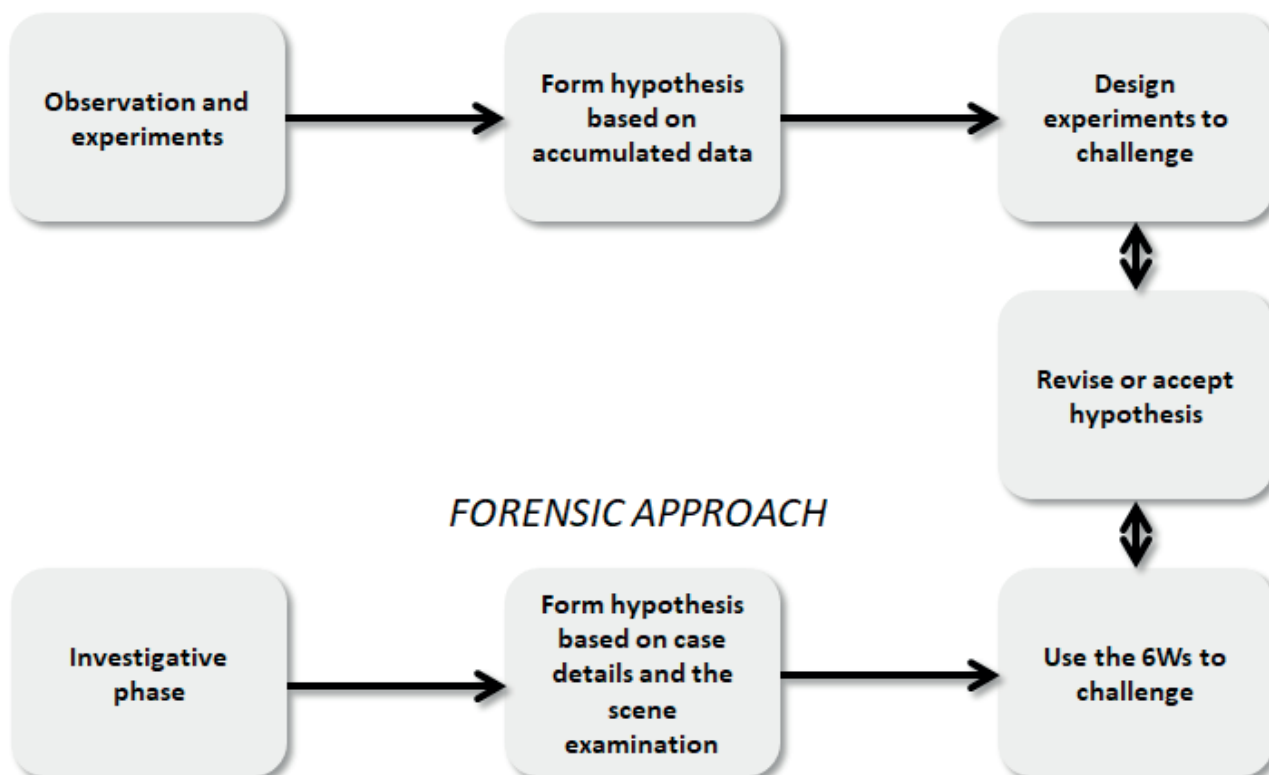 Observation and
experiments
Form hypothesis
based on
accumulated data
Design
experiments to
challenge
Revise or accept
hypothesis
FORENSIC APPROACH
Investigative
phase
Form hypothesis
based on case
details and the
scene
examination
Use the 6Ws to
challenge